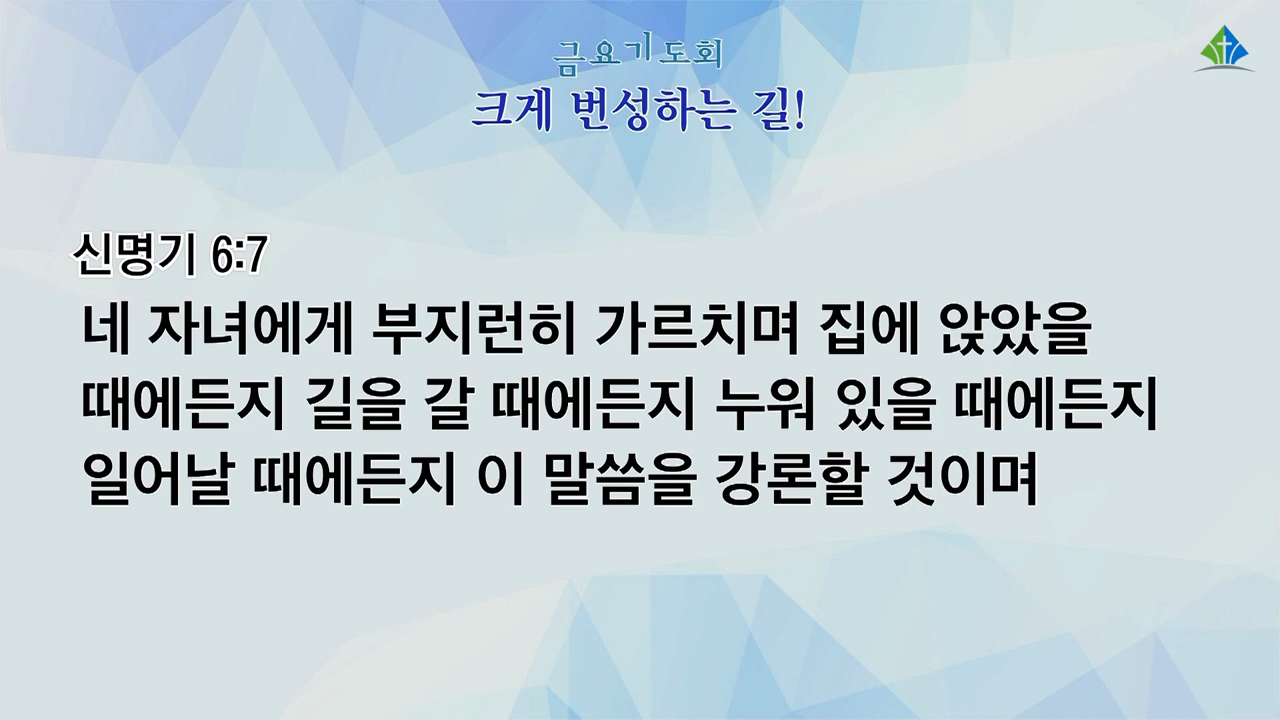 금요기도회
크게 번성하는 길!
신명기 6:7
네 자녀에게 부지런히 가르치며 집에 앉았을
때에든지 길을 갈 때에든지 누워 있을 때에든지
일어날 때에든지 이 말씀을 강론할 것이며